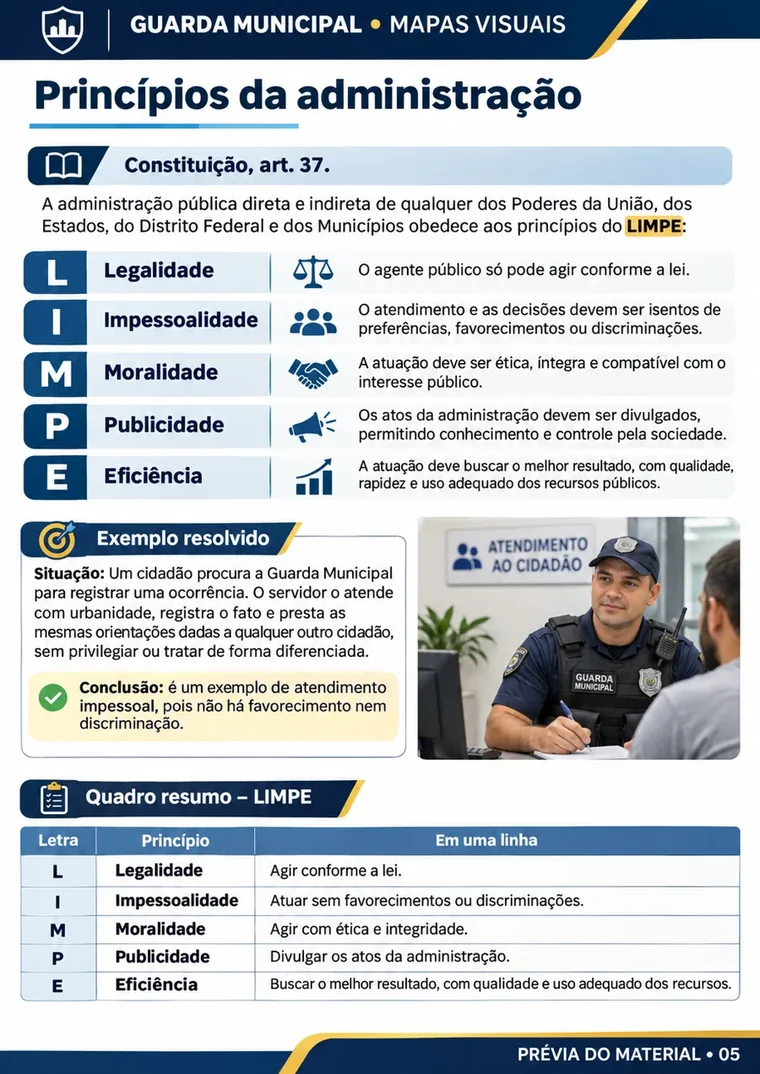 GUARDA MUNICIPAL • MAPAS VISUAIS
Princípios da administração
Constituição, art. 37.
A administração pública direta e indireta de qualquer dos Poderes da União, dos
Estados, do Distrito Federal e dos Municípios obedece aos princípios do LIMPE:
L Legalidade O agente público só pode agir conforme a lei.
I Impessoalidade O atendimento e as decisões devem ser isentos de
preferências, favorecimentos ou discriminações.
M Moralidade A atuação deve ser ética, íntegra e compatível com o
interesse público.
P Publicidade Os atos da administração devem ser divulgados,
permitindo conhecimento e controle pela sociedade.
E Eficiência A atuação deve buscar o melhor resultado, com qualidade,
rapidez e uso adequado dos recursos públicos.
Exemplo resolvido
Situação: Um cidadão procura a Guarda Municipal
para registrar uma ocorrência. O servidor o atende
com urbanidade, registra o fato e presta as
mesmas orientações dadas a qualquer outro cidadão,
sem privilegiar ou tratar de forma diferenciada.
Conclusão: é um exemplo de atendimento
impessoal, pois não há favorecimento nem
discriminação.
ATENDIMENTO
AO CIDADÃO
GUARDA
MUNICIPAL
Quadro resumo – LIMPE
Letra Princípio Em uma linha
L Legalidade Agir conforme a lei.
I Impessoalidade Atuar sem favorecimentos ou discriminações.
M Moralidade Agir com ética e integridade.
P Publicidade Divulgar os atos da administração.
E Eficiência Buscar o melhor resultado, com qualidade e uso adequado dos recursos.
PRÉVIA DO MATERIAL • 05